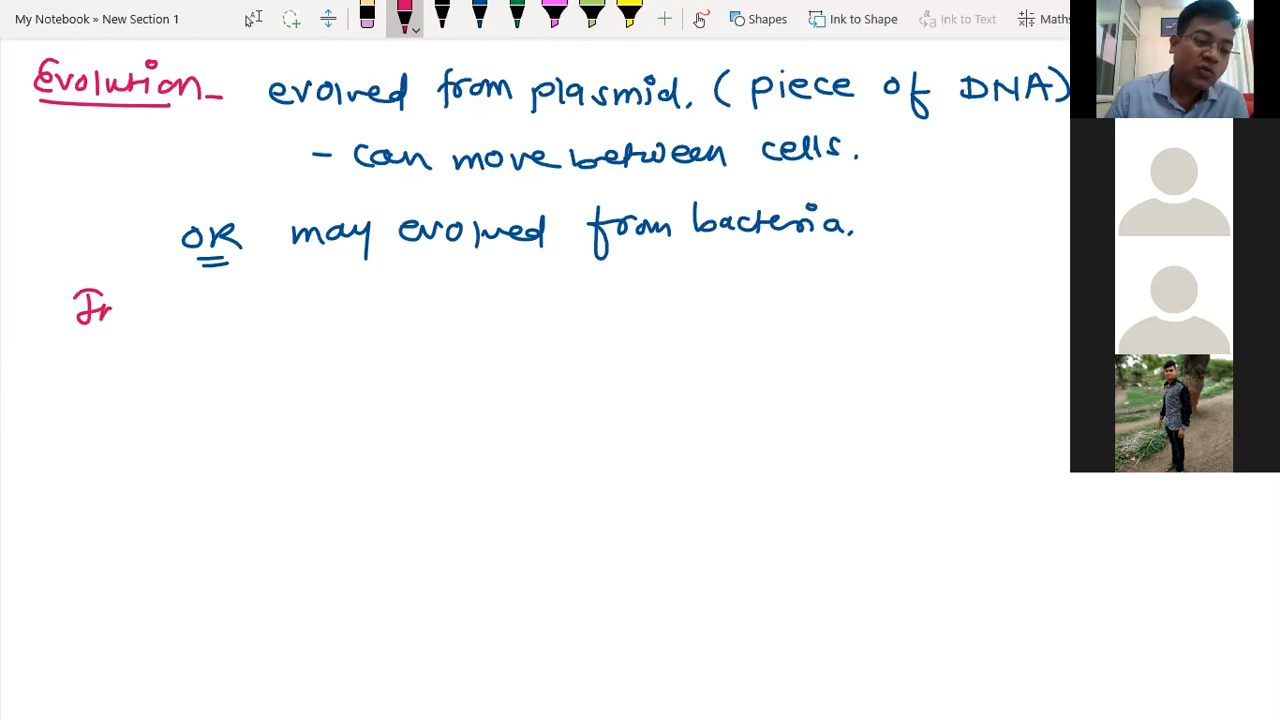 My Notebook » New Section 1
Shapes
Ink to Shape
Ink to Text
Maths
Evolution - evolved from plasmid. (piece of DNA)
- can move between cells.
OR may evolved from bacteria.